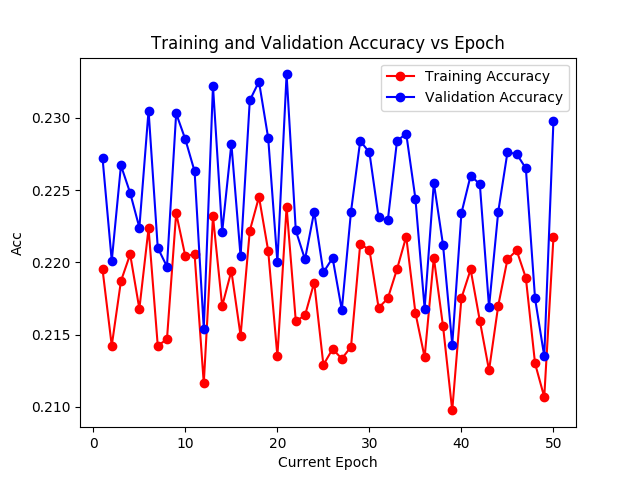 Training and Validation Accuracy vs Epoch
Training Accuracy
Validation Accuracy
0.230
0.225
0.220
0.215
0.210
Acc
0 10 20 30 40 50
Current Epoch